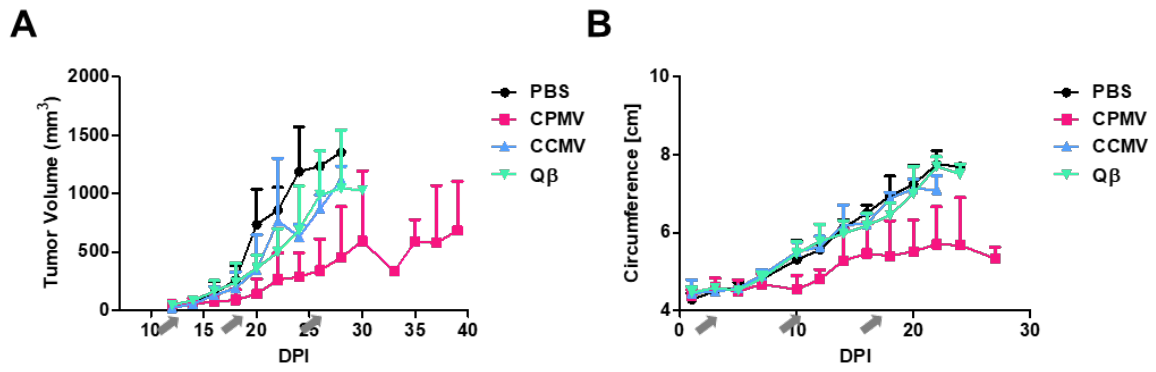 A
B
Tumor Volume (mm³)
2000
1500
1000
500
0
10
15
20
25
30
35
40
DPI
PBS
CPMV
CCMV
Qβ
Circumference [cm]
10
8
6
4
0
10
20
30
DPI
PBS
CPMV
CCMV
Qβ